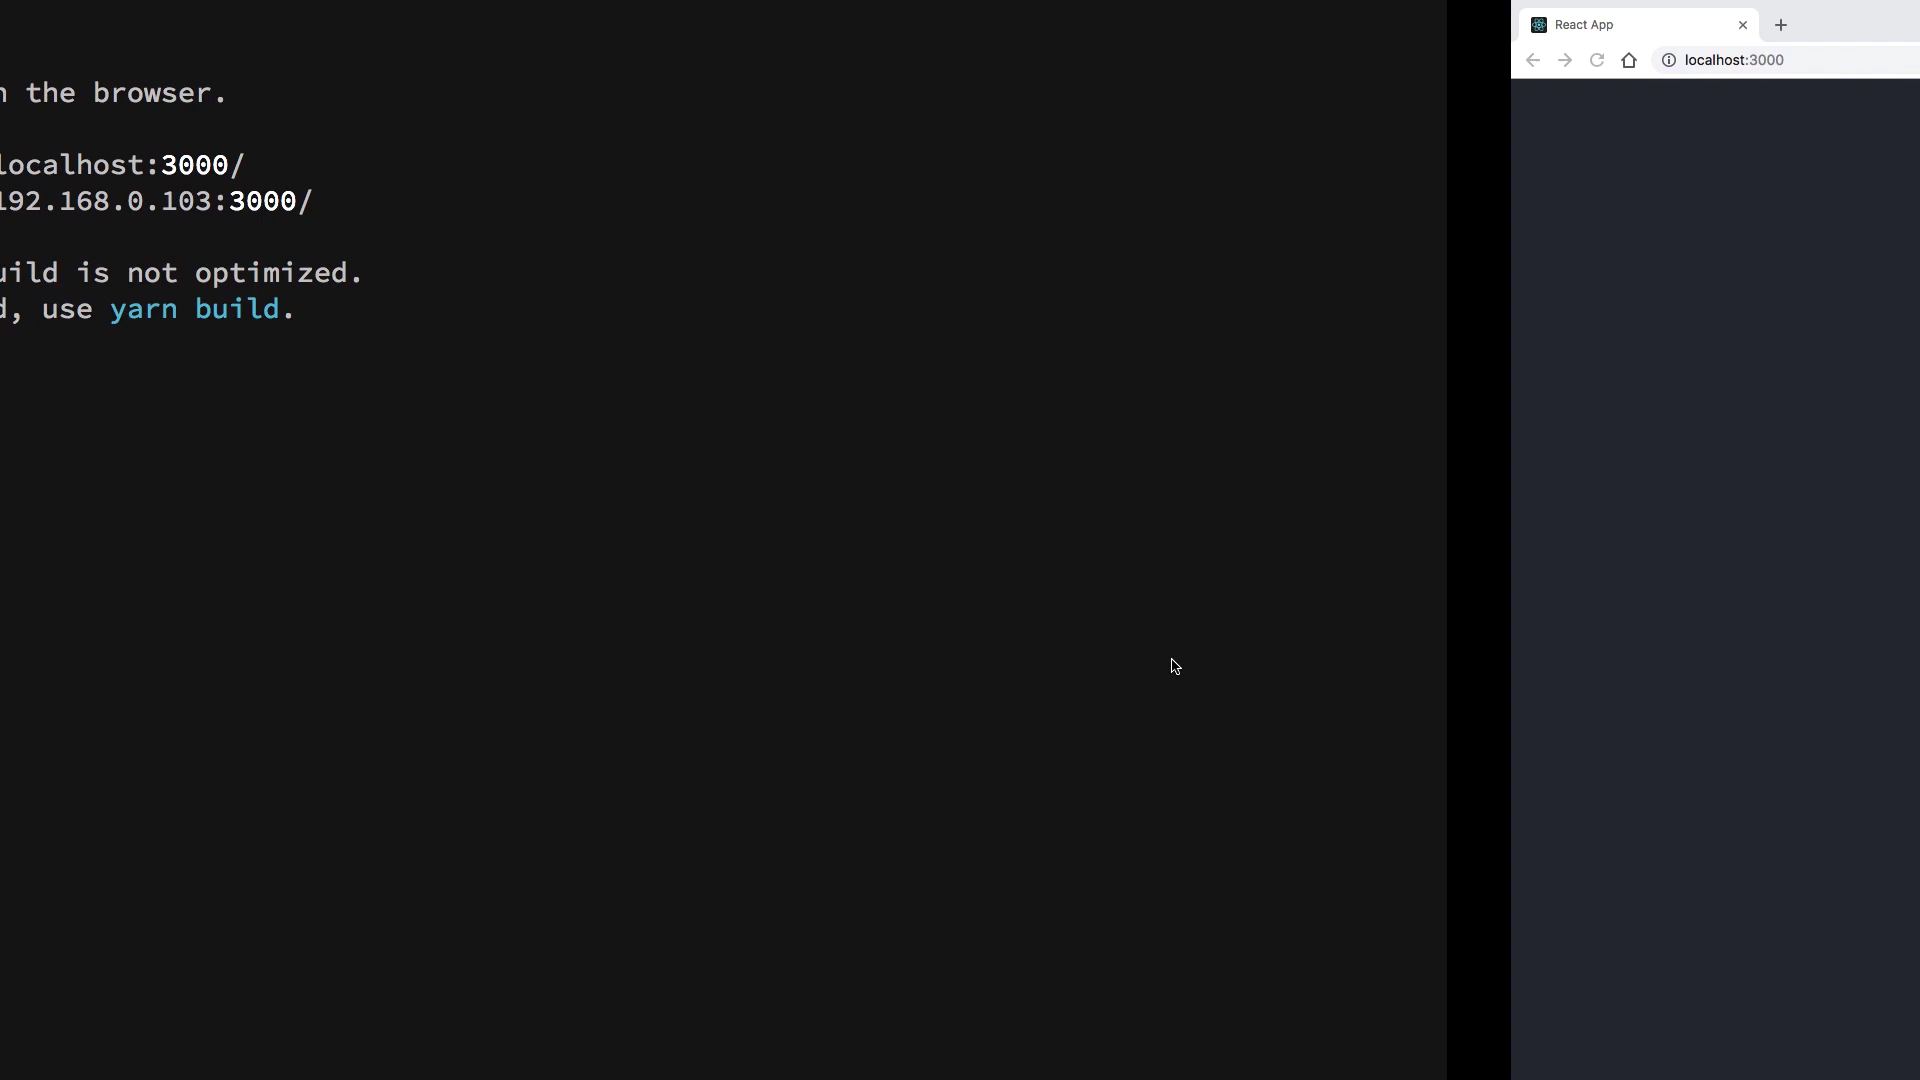 the browser.
localhost:3000/
192.168.0.103:3000/
is not optimized.
, use yarn build.
React App
localhost:3000